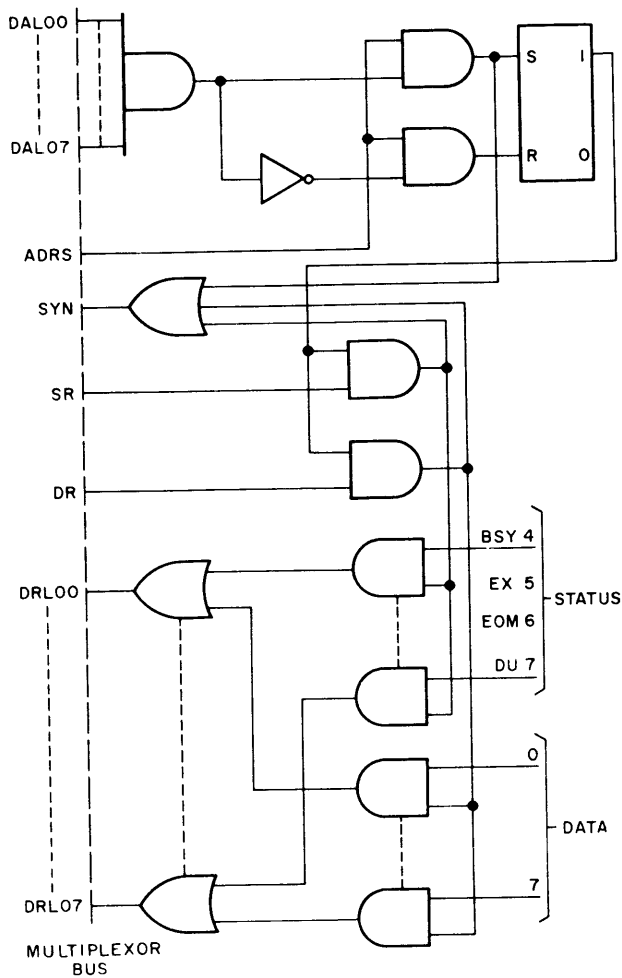 DAL00
S 1
DAL07
R 0
ADRS
SYN
SR
DR
BSY 4
DRL00
EX 5
STATUS
EOM 6
DU 7
0
DATA
7
DRL07
MULTIPLEXOR
BUS